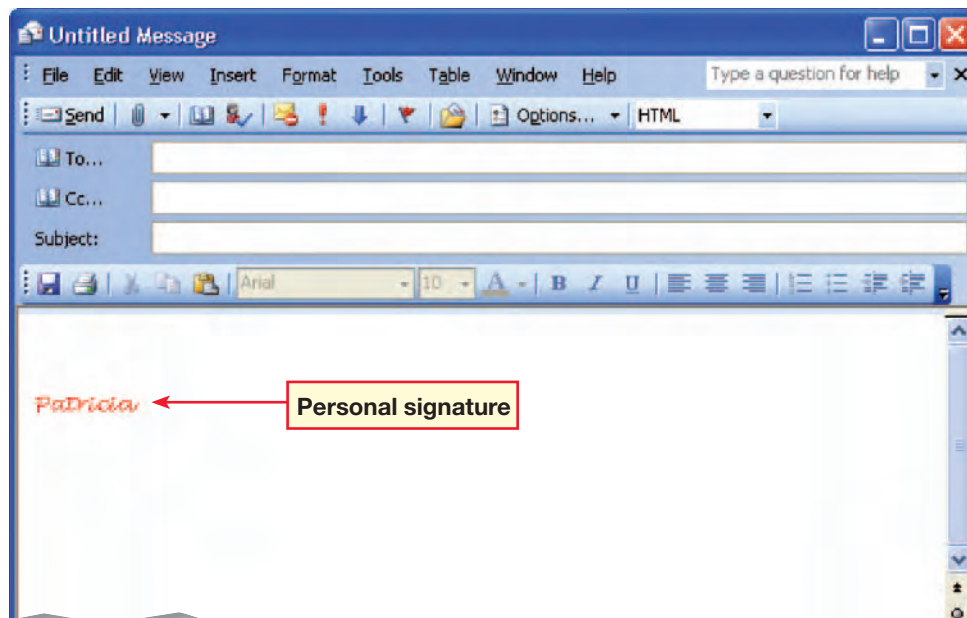 Untitled Message
File Edit View Insert Format Tools Table Window Help Type a question for help
Send Options... HTML
To...
Cc...
Subject:
Arial 10 A B I U
Patricia Personal signature